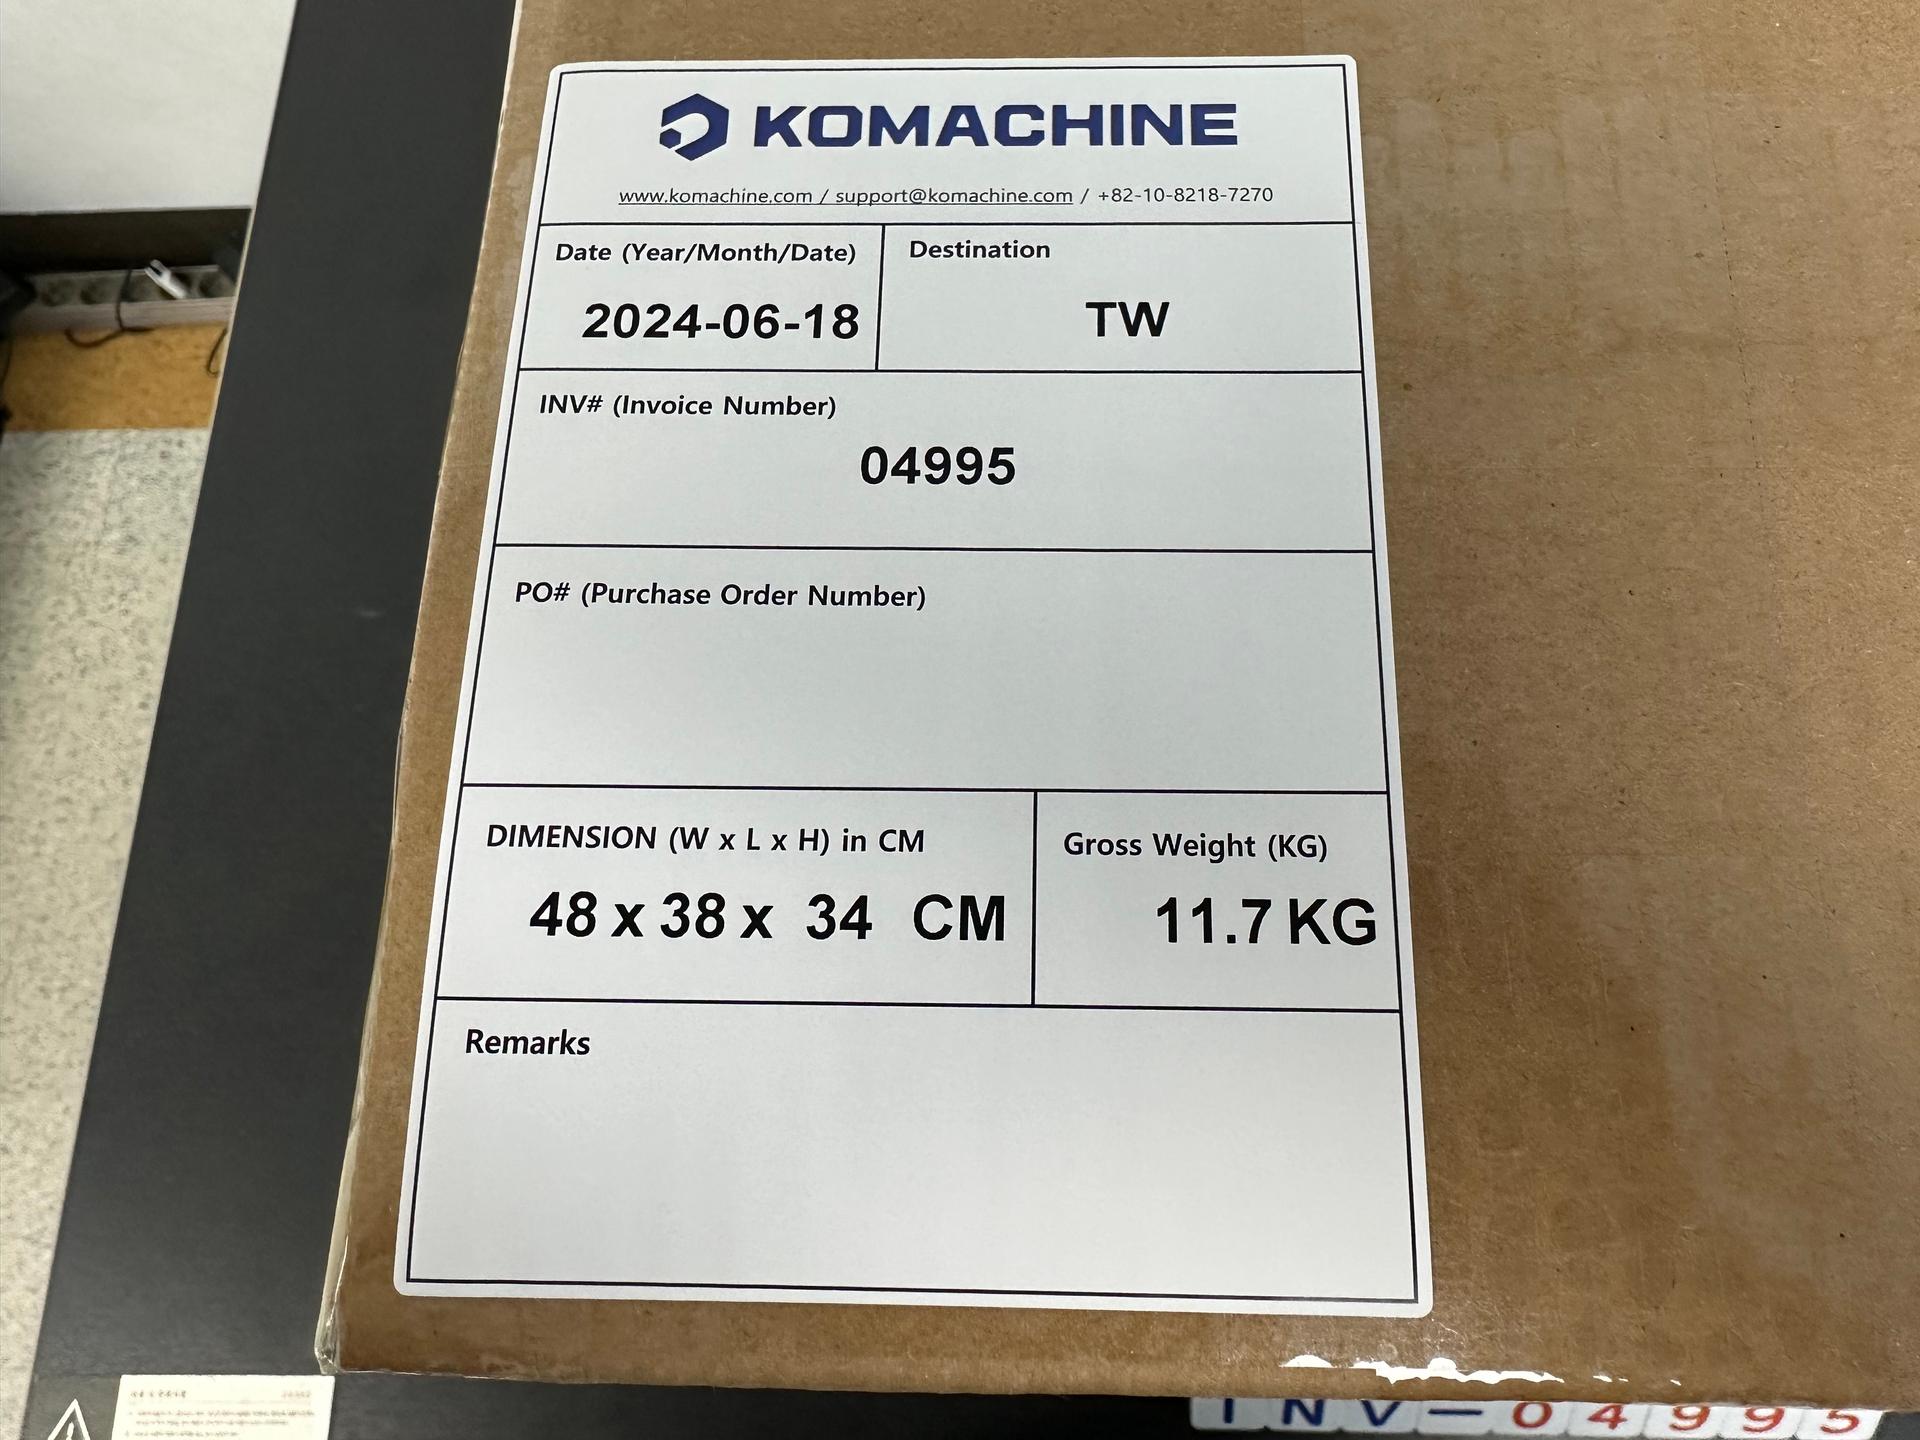 KOMACHINE
www.komachine.com / support@komachine.com / +82-10-8218-7270
Date (Year/Month/Date)
2024-06-18
Destination
TW
INV# (Invoice Number)
04995
PO# (Purchase Order Number)
DIMENSION (W x L x H) in CM
48 x 38 x 34 CM
Gross Weight (KG)
11.7 KG
Remarks
INV-04995